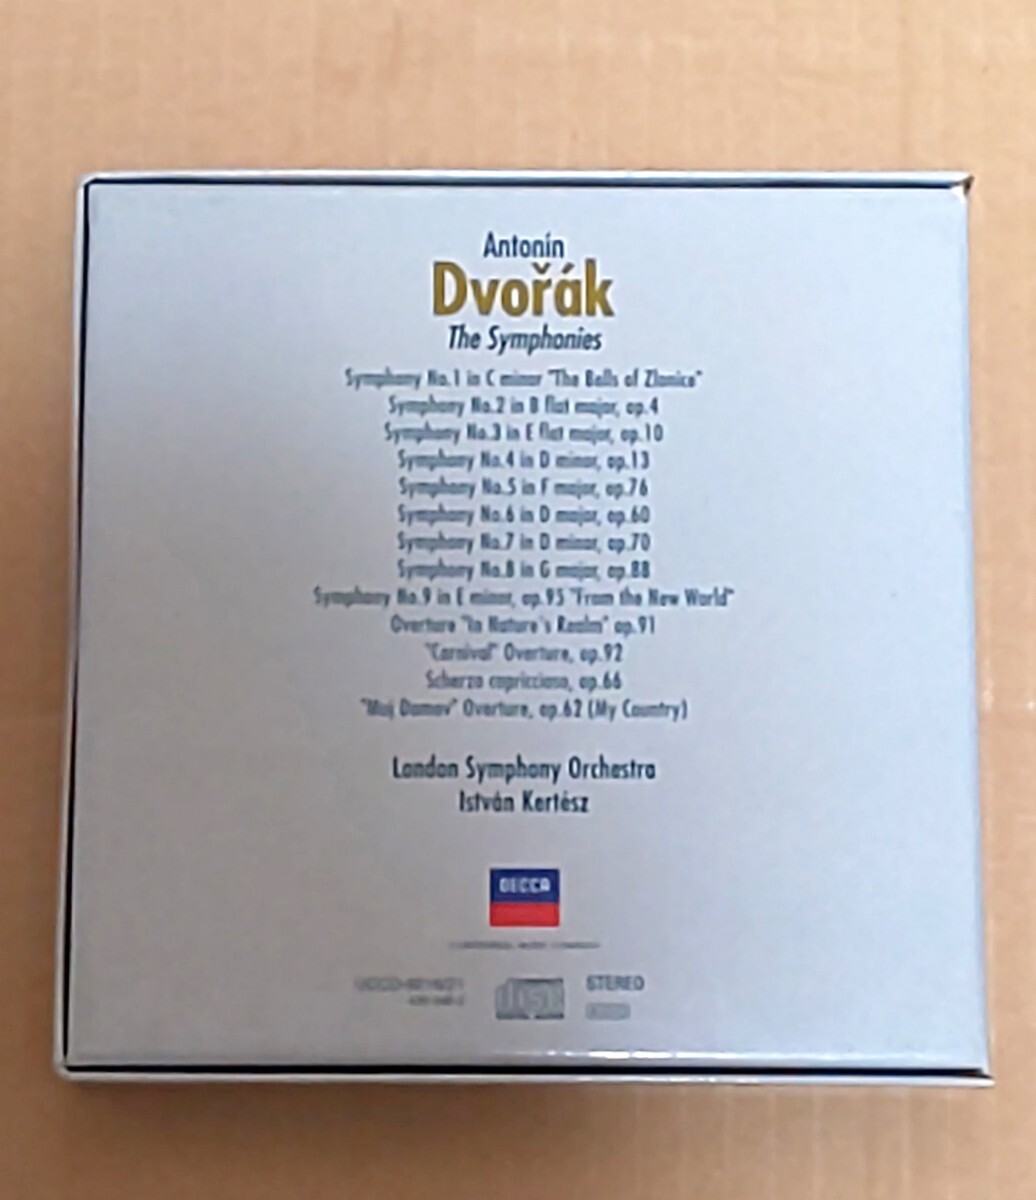 Antonín
Dvořák
The Symphonies
Symphony No.1 in C minor "The Bells of Zlonice"
Symphony No.2 in B flat major, op.4
Symphony No.3 in E flat major, op.10
Symphony No.4 in D minor, op.13
Symphony No.5 in F major, op.76
Symphony No.6 in D major, op.60
Symphony No.7 in D minor, op.70
Symphony No.8 in G major, op.88
Symphony No.9 in E minor, op.95 "From the New World"
Overture "In Nature's Realm" op.91
"Carnival" Overture, op.92
Scherzo capriccioso, op.66
"Muj Domov" Overture, op.62 (My Country)
London Symphony Orchestra
István Kertész
DECCA
disc
STEREO